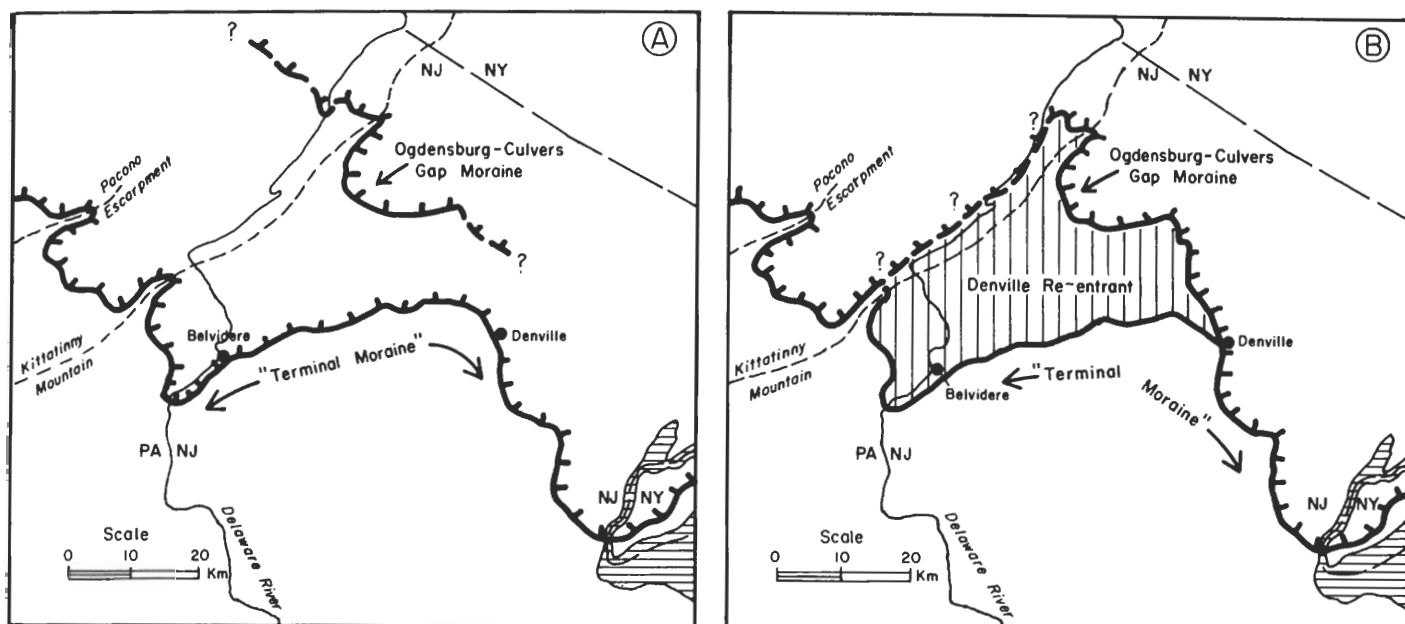 A
?
NJ
NY
Ogdensburg-Culvers
Gap Moraine
Pocono
Escarpment
?
Belvidere
Denville
Kittatinny
Mountain
"Terminal Moraine"
PA
NJ
NJ
NY
Scale
0 10 20
Km
Delaware River
B
NJ
NY
?
Ogdensburg-Culvers
Gap Moraine
Pocono
Escarpment
?
?
Denville Re-entrant
Denville
Kittatinny
Mountain
Belvidere
"Terminal
Moraine"
PA
NJ
NJ
NY
Scale
0 10 20
Km
Delaware River